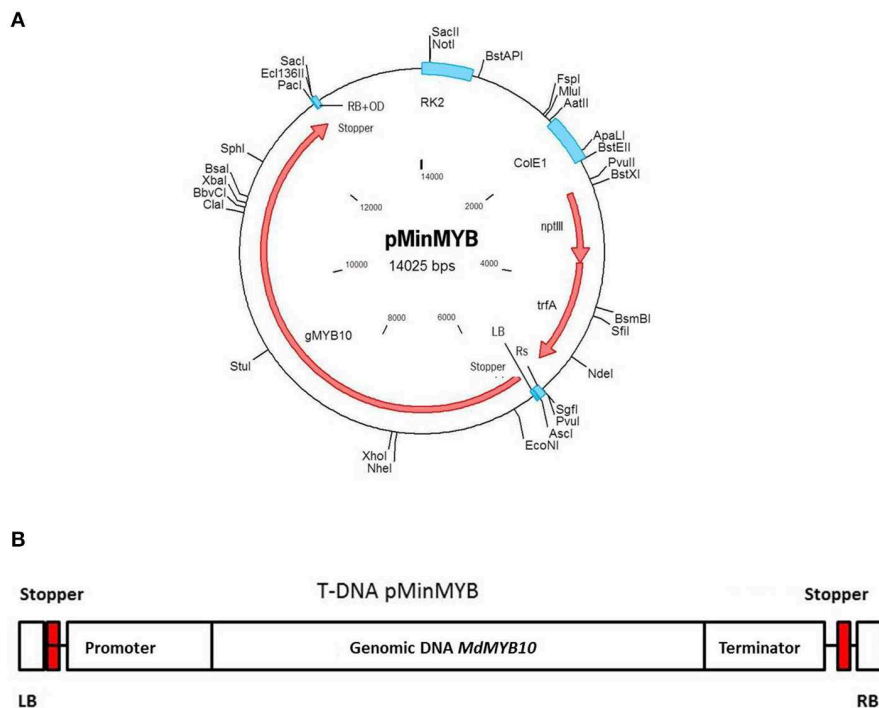 A
SacII
NotI
BstAPI
FspI
MluI
AatII
ApaLI
BstEII
PvuII
BstXI
SacI
Ecl136II
PacI
RB+OD
Stopper
RK2
ColE1
SphI
BsaI
XbaI
BbvCI
ClaI
14000
12000
2000
nptIII
pMinMYB
14025 bps
10000
4000
trfA
8000
6000
BsmBI
SfiI
gMYB10
LB
Rs
Stopper
NdeI
StuI
SgfI
PvuI
AscI
EcoNI
XhoI
NheI
B
Stopper
T-DNA pMinMYB
Stopper
Promoter
Genomic DNA MdMYB10
Terminator
LB
RB